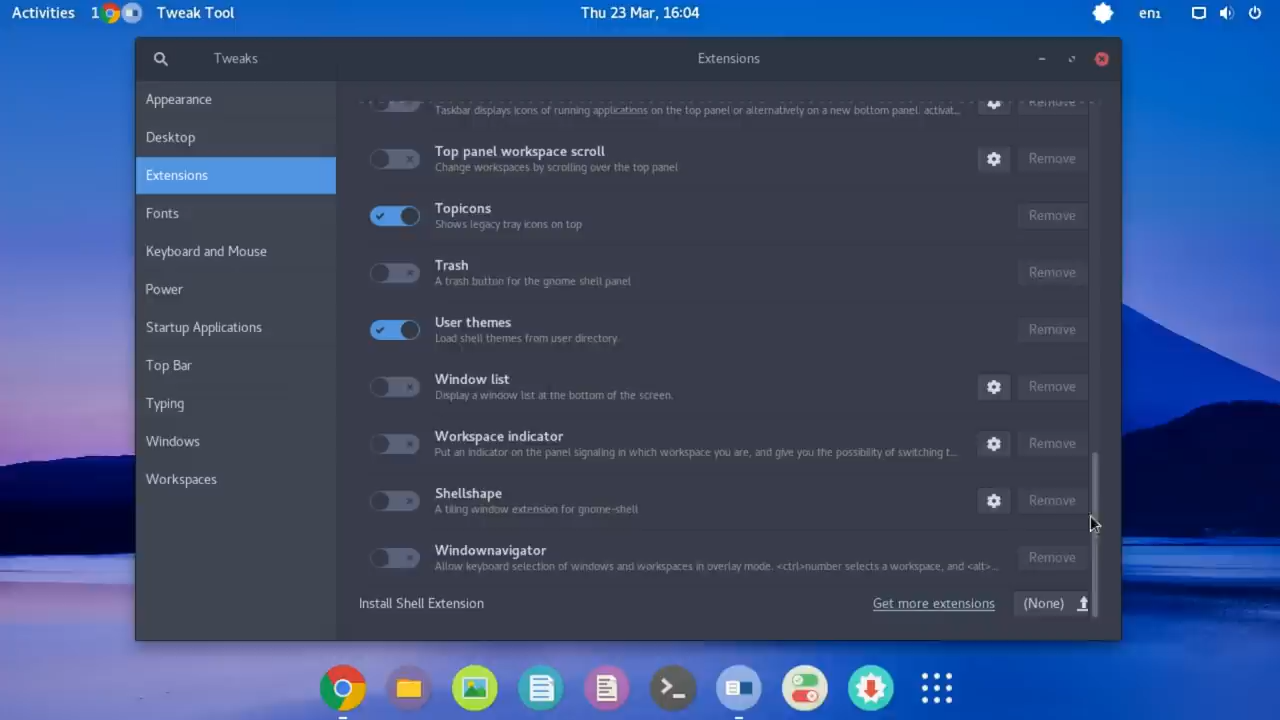 Activities 1 Tweak Tool Thu 23 Mar, 16:04 en1
Tweaks Extensions
Appearance
Desktop
Extensions
Fonts
Keyboard and Mouse
Power
Startup Applications
Top Bar
Typing
Windows
Workspaces
Remove
Taskbar displays icons of running applications on the top panel or alternatively on a new bottom panel. activat…
Top panel workspace scroll
Change workspaces by scrolling over the top panel
Remove
Topicons
Shows legacy tray icons on top
Remove
Trash
A trash button for the gnome shell panel
Remove
User themes
Load shell themes from user directory.
Remove
Window list
Display a window list at the bottom of the screen.
Remove
Workspace indicator
Put an indicator on the panel signaling in which workspace you are, and give you the possibility of switching t…
Remove
Shellshape
A tiling window extension for gnome-shell
Remove
Windownavigator
Allow keyboard selection of windows and workspaces in overlay mode. <ctrl>number selects a workspace, and <alt>…
Remove
Install Shell Extension Get more extensions (None)